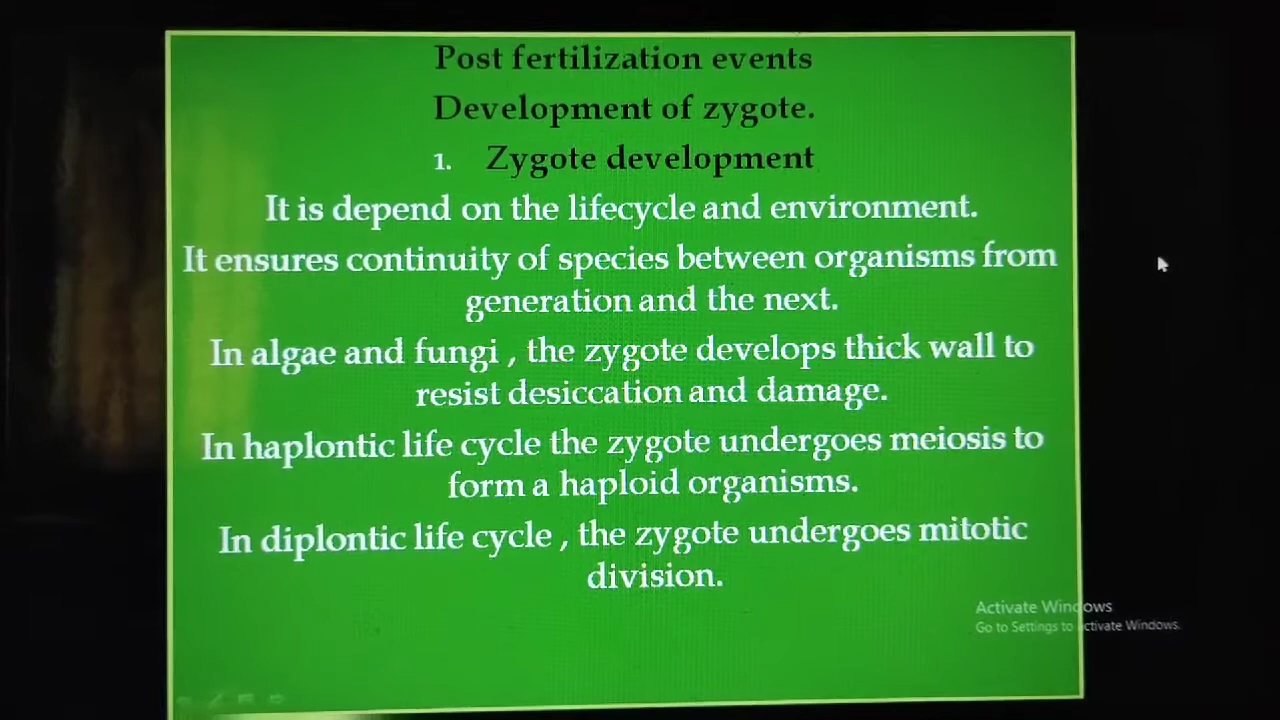 Post fertilization events
Development of zygote.
1. Zygote development
It is depend on the lifecycle and environment.
It ensures continuity of species between organisms from
generation and the next.
In algae and fungi , the zygote develops thick wall to
resist desiccation and damage.
In haplontic life cycle the zygote undergoes meiosis to
form a haploid organisms.
In diplontic life cycle , the zygote undergoes mitotic
division.
Activate Windows
Go to Settings to activate Windows.